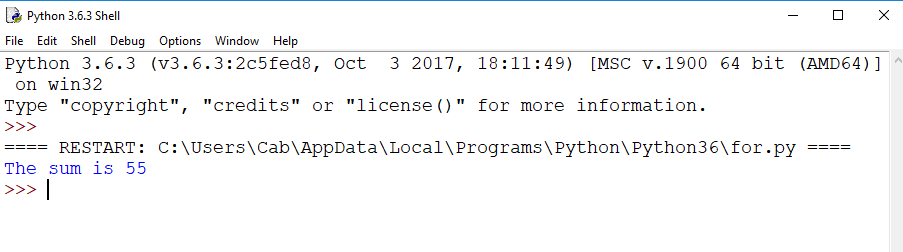 Python 3.6.3 Shell
File Edit Shell Debug Options Window Help
Python 3.6.3 (v3.6.3:2c5fed8, Oct  3 2017, 18:11:49) [MSC v.1900 64 bit (AMD64)]
 on win32
Type "copyright", "credits" or "license()" for more information.
>>>
==== RESTART: C:\Users\Cab\AppData\Local\Programs\Python\Python36\for.py ====
The sum is 55
>>>